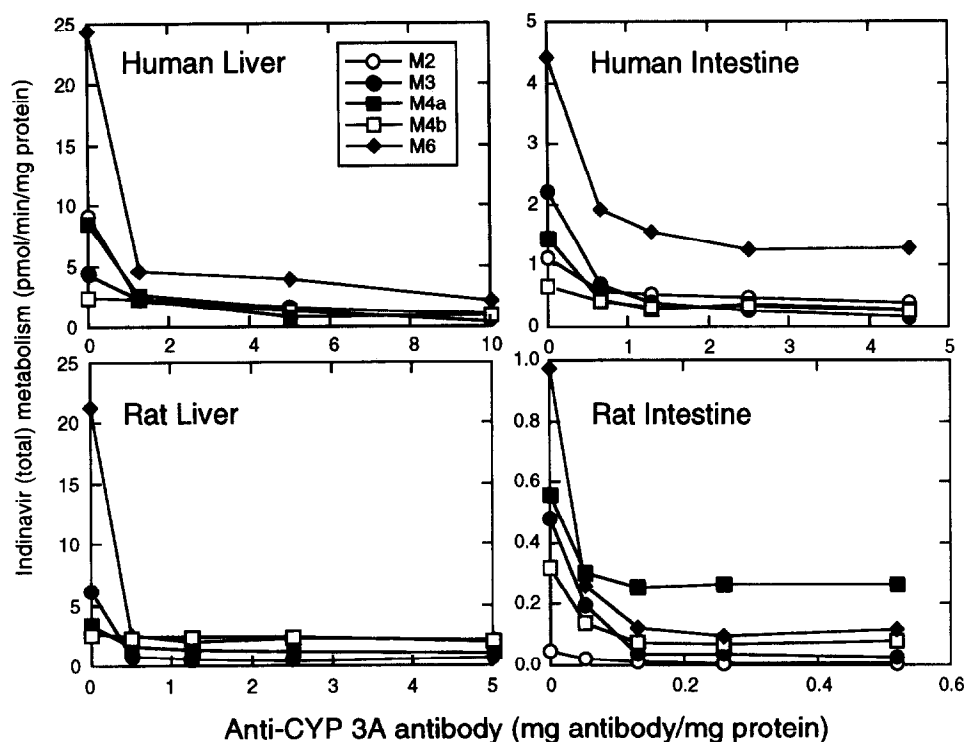 Indinavir (total) metabolism (pmol/min/mg protein)
Human Liver
25
20
15
10
5
0
0 2 4 6 8 10
M2
M3
M4a
M4b
M6
Human Intestine
5
4
3
2
1
0
0 1 2 3 4 5
Rat Liver
25
20
15
10
5
0
0 1 2 3 4 5
Rat Intestine
1.0
0.8
0.6
0.4
0.2
0.0
0 0.2 0.4 0.6
Anti-CYP 3A antibody (mg antibody/mg protein)